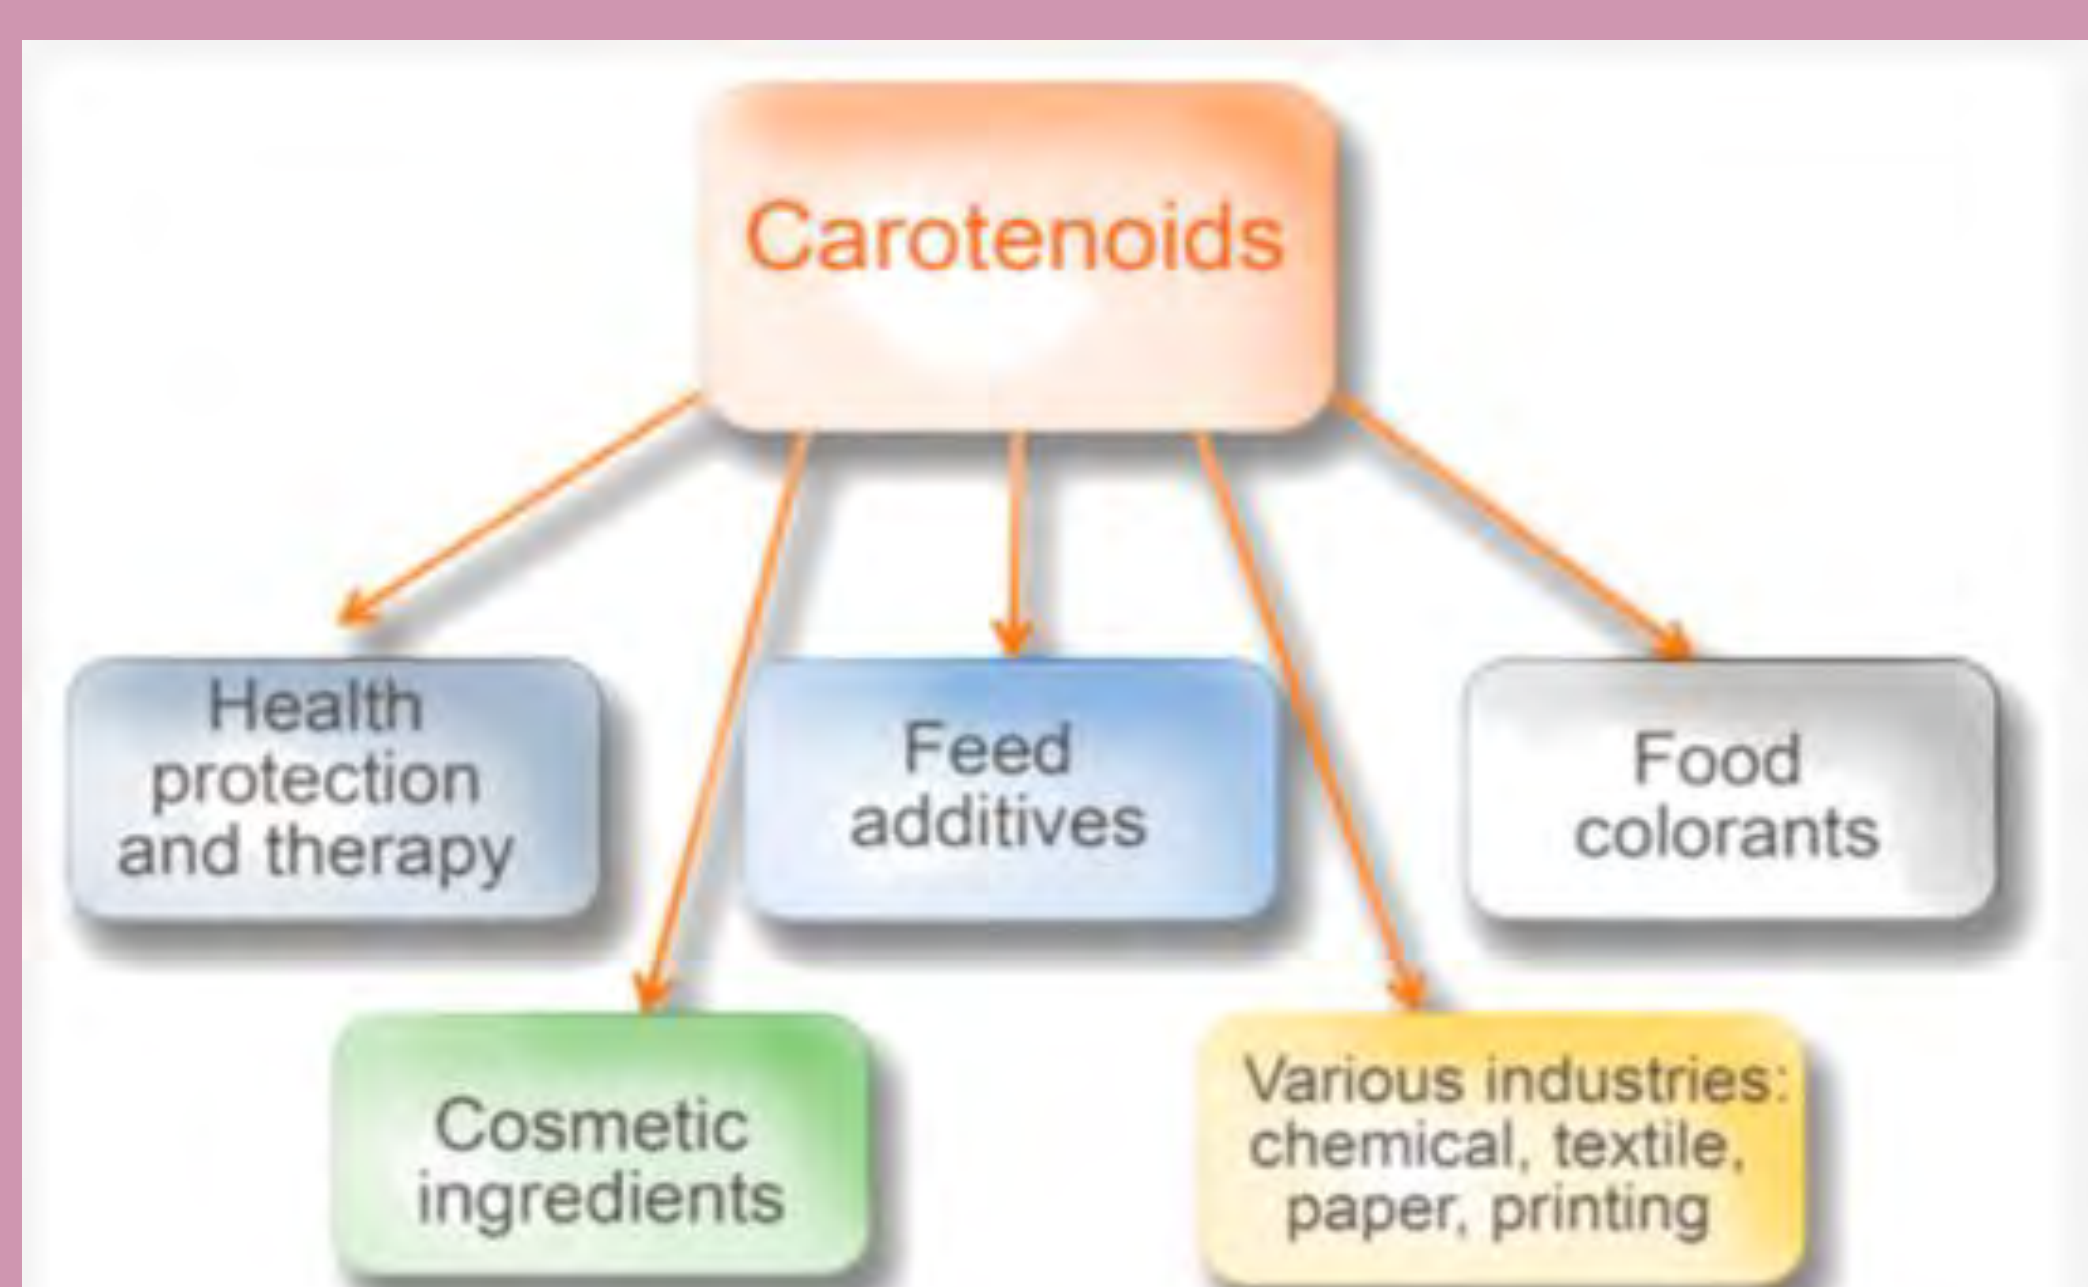 Carotenoids
Health
protection
and therapy
Feed
additives
Food
colorants
Cosmetic
ingredients
Various industries:
chemical, textile,
paper, printing